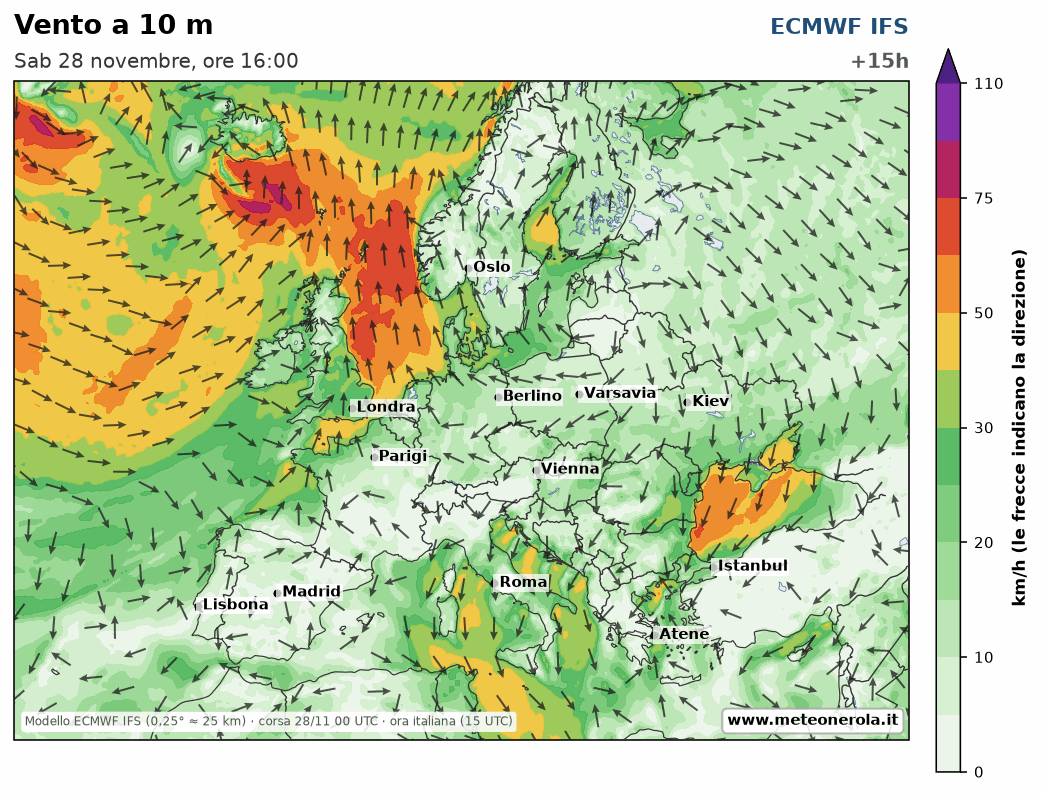 Vento a 10 m
ECMWF IFS
Sab 28 novembre, ore 16:00
+15h
110
75
50
30
20
10
0
km/h (le frecce indicano la direzione)
Oslo
Berlino
Varsavia
Kiev
Londra
Parigi
Vienna
Istanbul
Roma
Madrid
Lisbona
Atene
Modello ECMWF IFS (0,25° ≈ 25 km) · corsa 28/11 00 UTC · ora italiana (15 UTC)
www.meteonerola.it